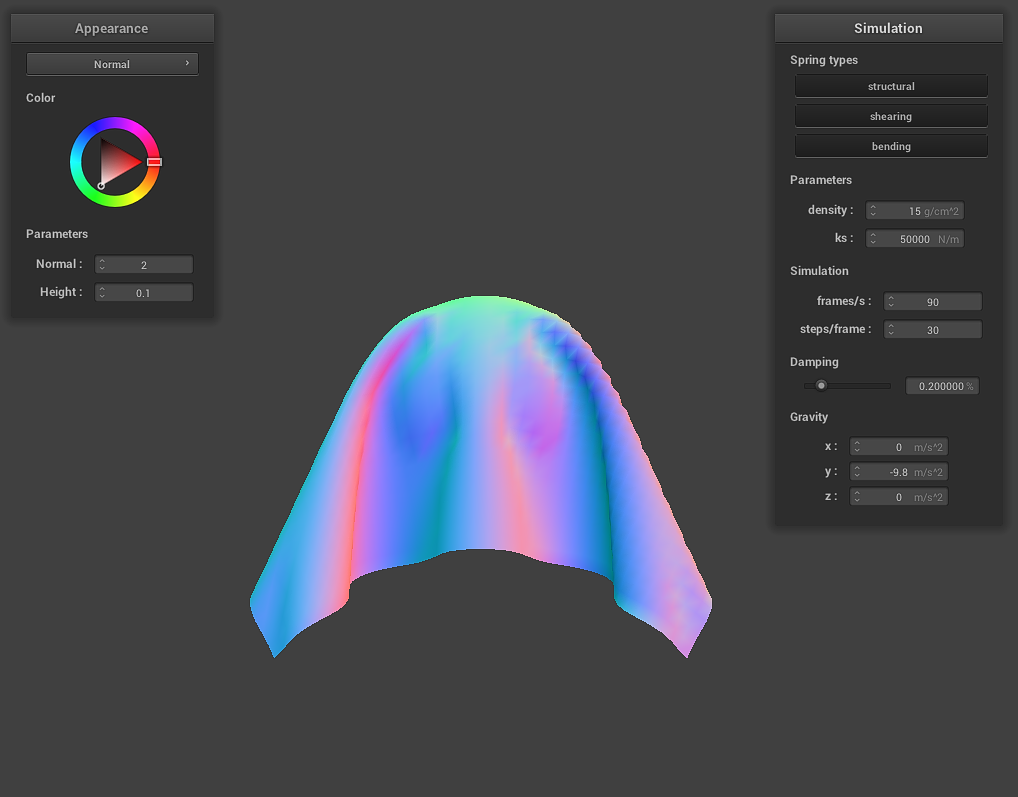 Appearance
Normal
Color
Parameters
Normal : 2
Height : 0.1
Simulation
Spring types
structural
shearing
bending
Parameters
density : 15 g/cm^2
ks : 50000 N/m
Simulation
frames/s : 90
steps/frame : 30
Damping
0.200000 %
Gravity
x : 0 m/s^2
y : -9.8 m/s^2
z : 0 m/s^2